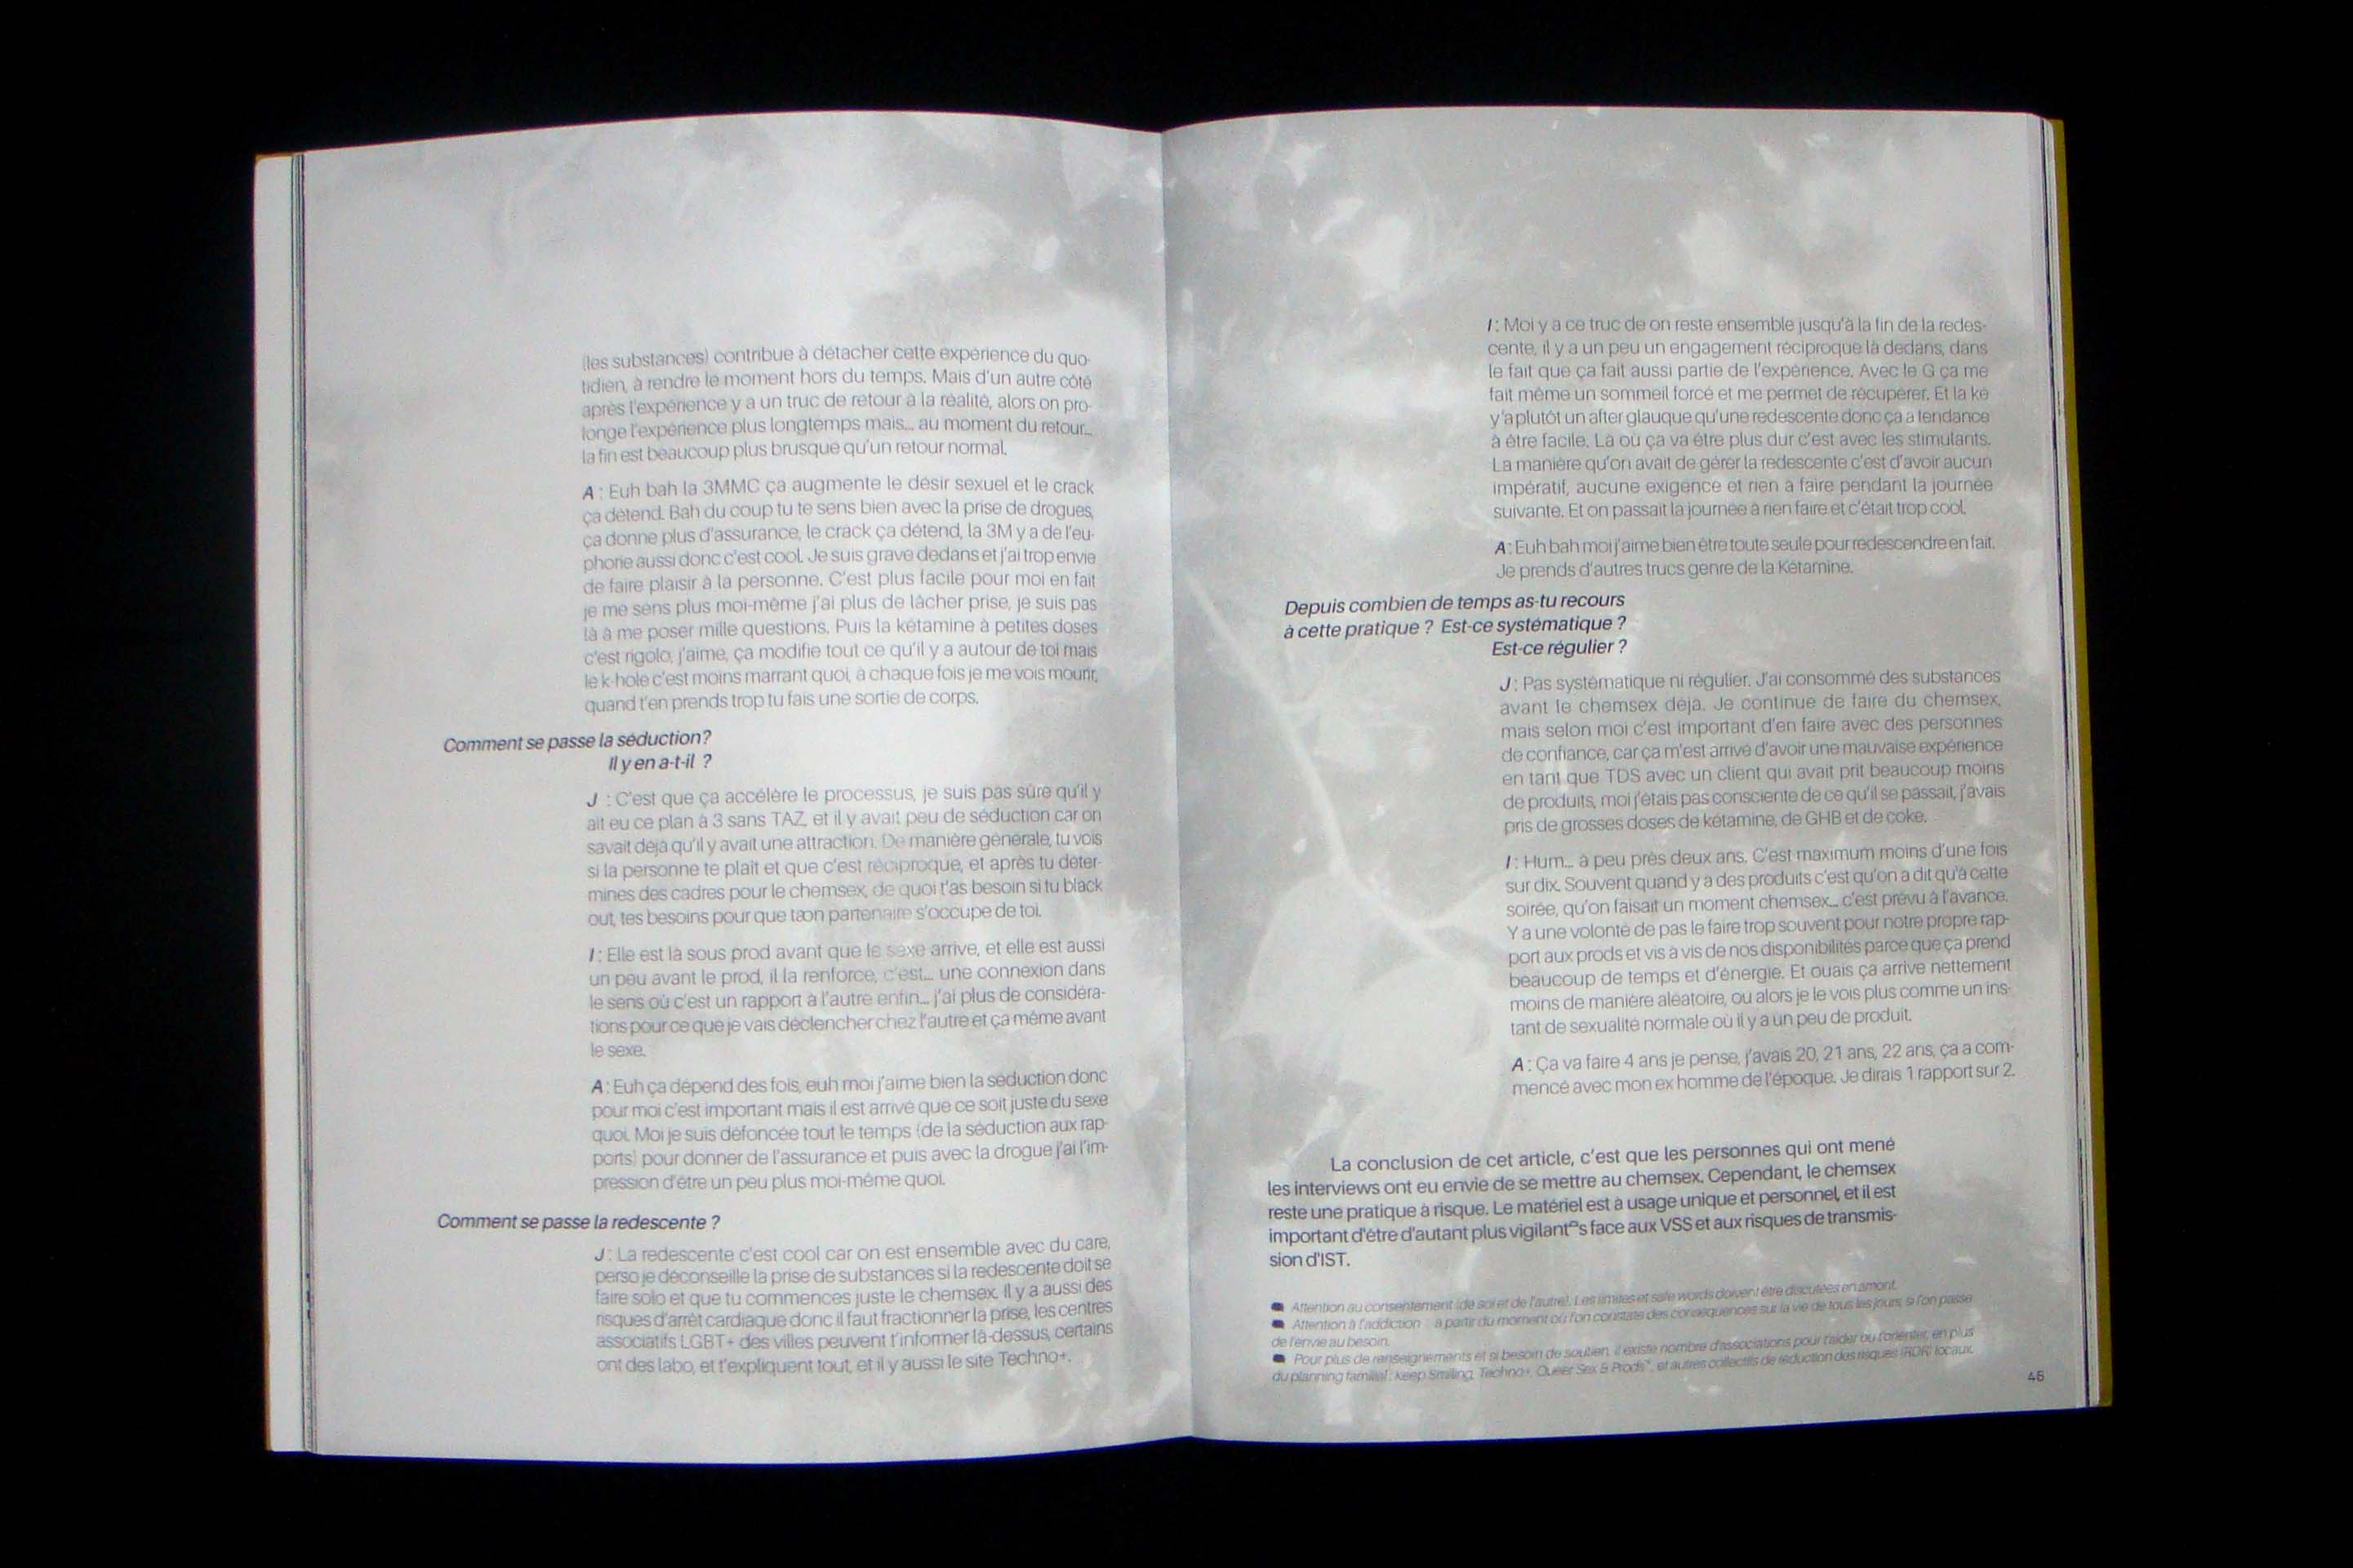 (les substances) contribue à détacher cette expérience du quo-
tidien, à rendre le moment hors du temps. Mais d'un autre côté
après l'expérience y a un truc de retour à la réalité, alors on pro-
longe l'expérience plus longtemps mais... au moment du retour...
la fin est beaucoup plus brusque qu'un retour normal.
A : Euh bah la 3MMC ça augmente le désir sexuel et le crack
ça détend. Bah du coup tu te sens bien avec la prise de drogues,
ça donne plus d'assurance, le crack ça détend, la 3M y a de l'eu-
phorie aussi donc c'est cool. Je suis grave dedans et j'ai trop envie
de faire plaisir à la personne. C'est plus facile pour moi en fait
je me sens plus moi-même j'ai plus de lâcher prise, je suis pas
là à me poser mille questions. Puis la kétamine à petites doses
c'est rigolo, j'aime, ça modifie tout ce qu'il y a autour de toi mais
le k-hole c'est moins marrant quoi, à chaque fois je me vois mourir,
quand t'en prends trop tu fais une sortie de corps.
Comment se passe la séduction?
Il y en a-t-il ?
J : C'est que ça accélère le processus, je suis pas sûre qu'il y
ait eu ce plan à 3 sans TAZ, et il y avait peu de séduction car on
savait déjà qu'il y avait une attraction. De manière générale, tu vois
si la personne te plaît et que c'est réciproque, et après tu déter-
mines des cadres pour le chemsex, de quoi t'as besoin si tu black
out, tes besoins pour que taon partenaire s'occupe de toi.
I : Elle est là sous prod avant que le sexe arrive, et elle est aussi
un peu avant le prod, il la renforce, c'est... une connexion dans
le sens où c'est un rapport à l'autre enfin... j'ai plus de considéra-
tions pour ce que je vais déclencher chez l'autre et ça même avant
le sexe.
A : Euh ça dépend des fois, euh moi j'aime bien la séduction donc
pour moi c'est important mais il est arrivé que ce soit juste du sexe
quoi. Moi je suis défoncée tout le temps (de la séduction aux rap-
ports) pour donner de l'assurance et puis avec la drogue j'ai l'im-
pression d'être un peu plus moi-même quoi.
Comment se passe la redescente ?
J : La redescente c'est cool car on est ensemble avec du care,
perso je déconseille la prise de substances si la redescente doit se
faire solo et que tu commences juste le chemsex. Il y a aussi des
risques d'arrêt cardiaque donc il faut fractionner la prise, les centres
associatifs LGBT+ des villes peuvent t'informer là-dessus, certains
ont des labo, et t'expliquent tout, et il y aussi le site Techno+.
I : Moi y a ce truc de on reste ensemble jusqu'à la fin de la redes-
cente, il y a un peu un engagement réciproque là dedans, dans
le fait que ça fait aussi partie de l'expérience. Avec le G ça me
fait même un sommeil forcé et me permet de récupérer. Et la ké
y'a plutôt un after glauque qu'une redescente donc ça a tendance
à être facile. Là où ça va être plus dur c'est avec les stimulants.
La manière qu'on avait de gérer la redescente c'est d'avoir aucun
impératif, aucune exigence et rien à faire pendant la journée
suivante. Et on passait la journée à rien faire et c'était trop cool.
A : Euh bah moi j'aime bien être toute seule pour redescendre en fait.
Je prends d'autres trucs genre de la Kétamine.
Depuis combien de temps as-tu recours
à cette pratique ? Est-ce systématique ?
Est-ce régulier ?
J : Pas systématique ni régulier. J'ai consommé des substances
avant le chemsex déjà. Je continue de faire du chemsex,
mais selon moi c'est important d'en faire avec des personnes
de confiance, car ça m'est arrivé d'avoir une mauvaise expérience
en tant que TDS avec un client qui avait prit beaucoup moins
de produits, moi j'étais pas consciente de ce qu'il se passait, j'avais
pris de grosses doses de kétamine, de GHB et de coke.
I : Hum... à peu près deux ans. C'est maximum moins d'une fois
sur dix. Souvent quand y a des produits c'est qu'on a dit qu'à cette
soirée, qu'on faisait un moment chemsex... c'est prévu à l'avance.
Y a une volonté de pas le faire trop souvent pour notre propre rap-
port aux prods et vis à vis de nos disponibilités parce que ça prend
beaucoup de temps et d'énergie. Et ouais ça arrive nettement
moins de manière aléatoire, ou alors je le vois plus comme un ins-
tant de sexualité normale où il y a un peu de produit.
A : Ça va faire 4 ans je pense, j'avais 20, 21 ans, 22 ans, ça a com-
mencé avec mon ex homme de l'époque. Je dirais 1 rapport sur 2.
La conclusion de cet article, c'est que les personnes qui ont mené
les interviews ont eu envie de se mettre au chemsex. Cependant, le chemsex
reste une pratique à risque. Le matériel est à usage unique et personnel, et il est
important d'être d'autant plus vigilant es face aux VSS et aux risques de transmis-
sion d'IST.
Attention au consentement (de soi et de l'autre). Les limites et safe words doivent être discutées en amont.
Attention à l'addiction : à partir du moment où l'on constate des conséquences sur la vie de tous les jours, si l'on passe
de l'envie au besoin.
Pour plus de renseignements et si besoin de soutien, il existe nombre d'associations pour t'aider ou t'orienter, en plus
du planning familial : Keep Smiling, Techno+, Queer Sex & Prods*, et autres collectifs de réduction des risques (RDR) locaux.
46